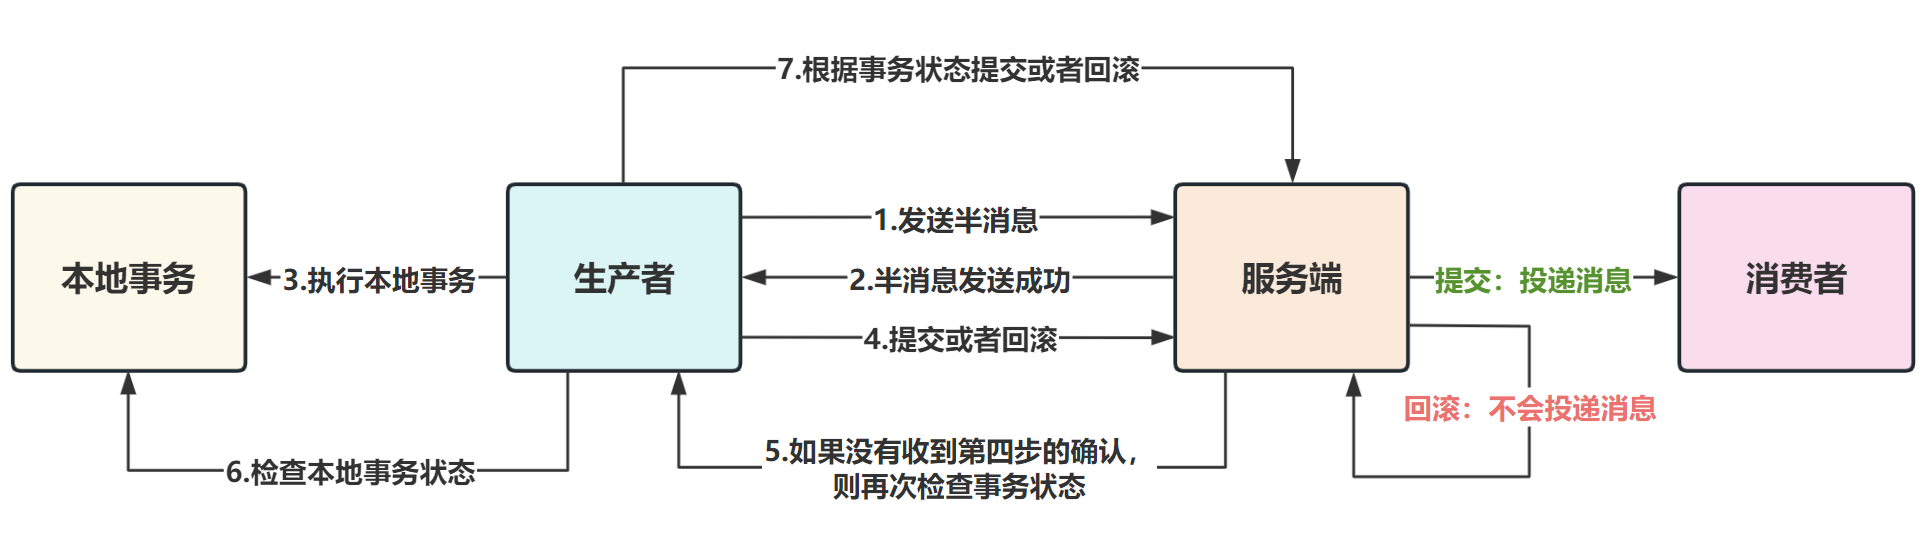 7.根据事务状态提交或者回滚
1.发送半消息
本地事务
3.执行本地事务
生产者
2.半消息发送成功
服务端
提交：投递消息
消费者
4.提交或者回滚
回滚：不会投递消息
5.如果没有收到第四步的确认，
则再次检查事务状态
6.检查本地事务状态